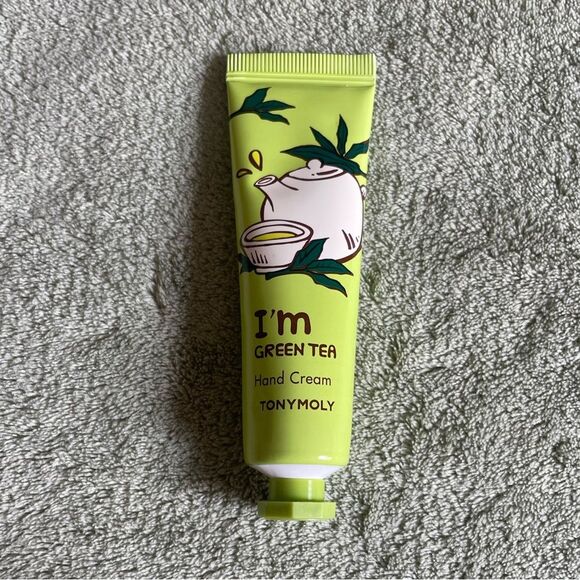 I'm
GREEN TEA
Hand Cream
TONYMOLY